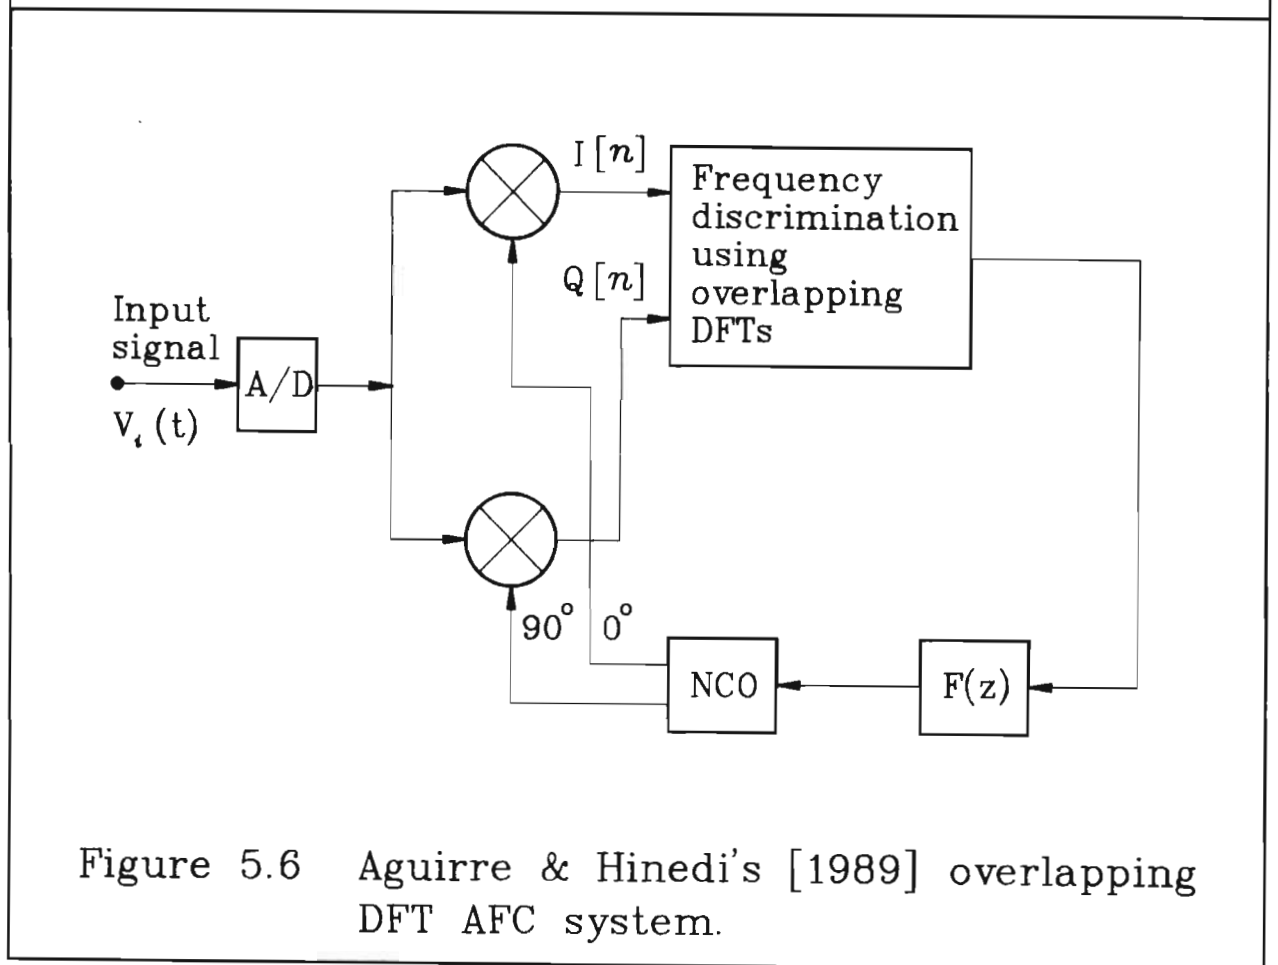 I[n]
Frequency
discrimination
using
overlapping
DFTs
Q[n]
Input
signal
A/D
V_i (t)
90° 0°
NCO
F(z)
Figure 5.6 Aguirre & Hinedi's [1989] overlapping
DFT AFC system.